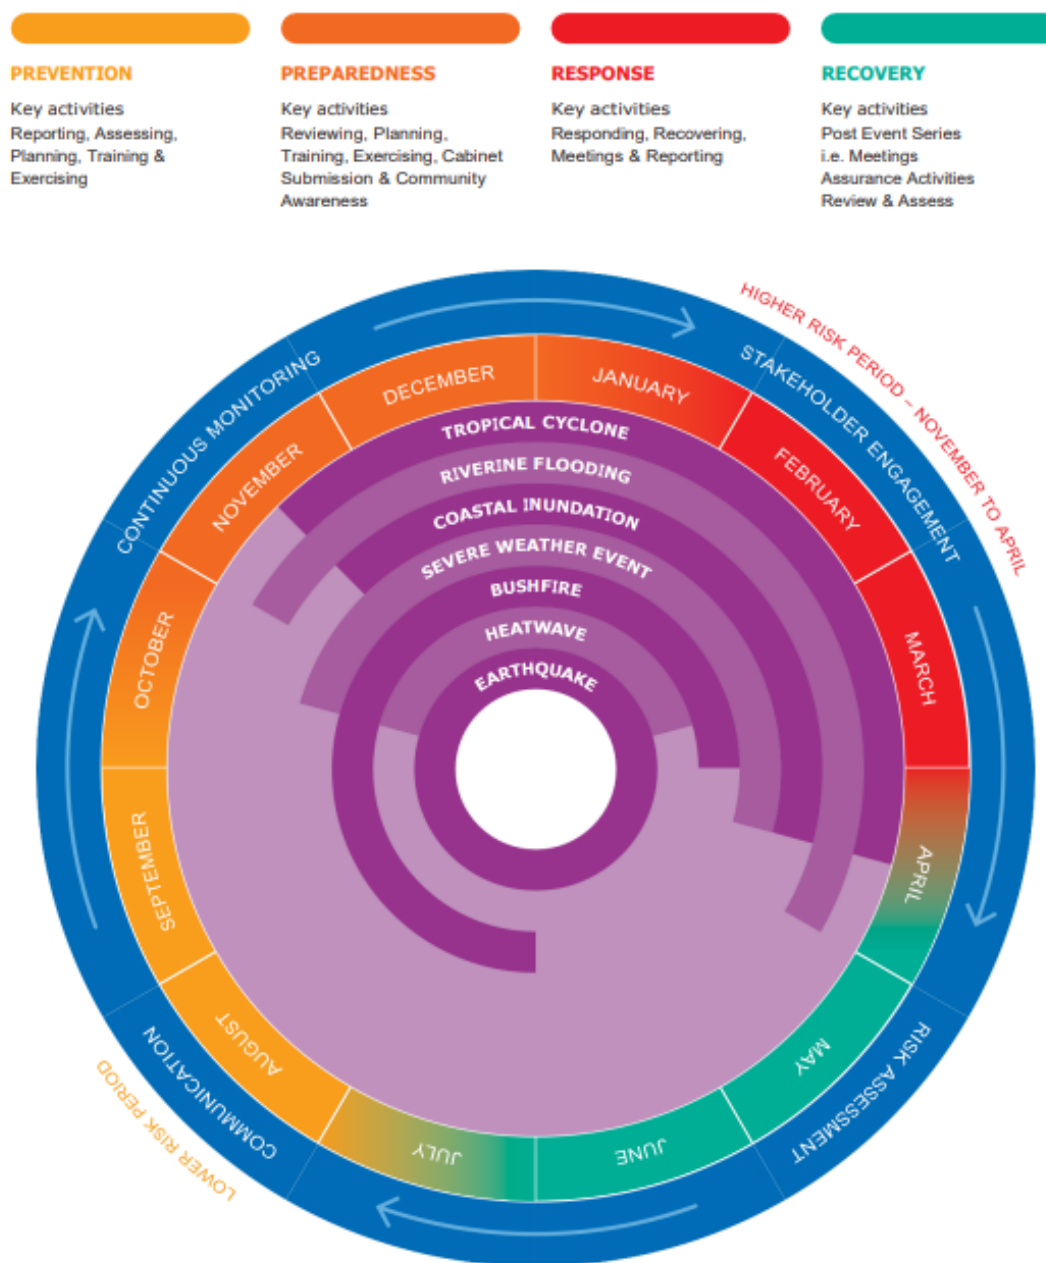 PREVENTION
Key activities
Reporting, Assessing,
Planning, Training &
Exercising
PREPAREDNESS
Key activities
Reviewing, Planning,
Training, Exercising, Cabinet
Submission & Community
Awareness
RESPONSE
Key activities
Responding, Recovering,
Meetings & Reporting
RECOVERY
Key activities
Post Event Series
i.e. Meetings
Assurance Activities
Review & Assess
HIGHER RISK PERIOD – NOVEMBER TO APRIL
CONTINUOUS MONITORING
STAKEHOLDER ENGAGEMENT
RISK ASSESSMENT
COMMUNICATION
LOWER RISK PERIOD
JANUARY
FEBRUARY
MARCH
APRIL
MAY
JUNE
JULY
AUGUST
SEPTEMBER
OCTOBER
NOVEMBER
DECEMBER
TROPICAL CYCLONE
RIVERINE FLOODING
COASTAL INUNDATION
SEVERE WEATHER EVENT
BUSHFIRE
HEATWAVE
EARTHQUAKE